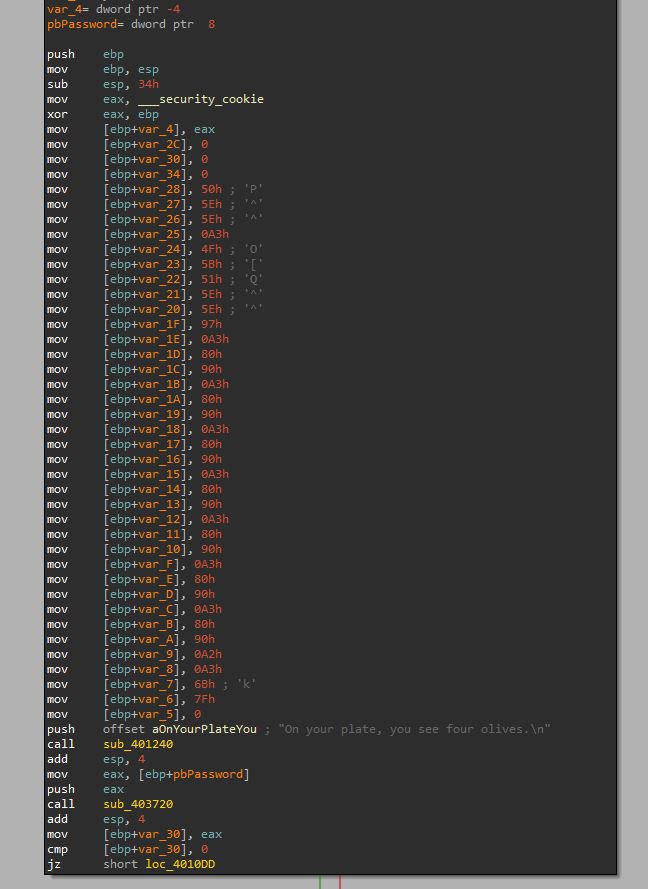 var_4= dword ptr -4
pbPassword= dword ptr  8
push    ebp
mov     ebp, esp
sub     esp, 34h
mov     eax, ___security_cookie
xor     eax, ebp
mov     [ebp+var_4], eax
mov     [ebp+var_2C], 0
mov     [ebp+var_30], 0
mov     [ebp+var_34], 0
mov     [ebp+var_28], 50h ; 'P'
mov     [ebp+var_27], 5Eh ; '^'
mov     [ebp+var_26], 5Eh ; '^'
mov     [ebp+var_25], 0A3h
mov     [ebp+var_24], 4Fh ; 'O'
mov     [ebp+var_23], 5Bh ; '['
mov     [ebp+var_22], 51h ; 'Q'
mov     [ebp+var_21], 5Eh ; '^'
mov     [ebp+var_20], 5Eh ; '^'
mov     [ebp+var_1F], 97h
mov     [ebp+var_1E], 0A3h
mov     [ebp+var_1D], 80h
mov     [ebp+var_1C], 90h
mov     [ebp+var_1B], 0A3h
mov     [ebp+var_1A], 80h
mov     [ebp+var_19], 90h
mov     [ebp+var_18], 0A3h
mov     [ebp+var_17], 80h
mov     [ebp+var_16], 90h
mov     [ebp+var_15], 0A3h
mov     [ebp+var_14], 80h
mov     [ebp+var_13], 90h
mov     [ebp+var_12], 0A3h
mov     [ebp+var_11], 80h
mov     [ebp+var_10], 90h
mov     [ebp+var_F], 0A3h
mov     [ebp+var_E], 80h
mov     [ebp+var_D], 90h
mov     [ebp+var_C], 0A3h
mov     [ebp+var_B], 80h
mov     [ebp+var_A], 90h
mov     [ebp+var_9], 0A2h
mov     [ebp+var_8], 0A3h
mov     [ebp+var_7], 6Bh ; 'k'
mov     [ebp+var_6], 7Fh
mov     [ebp+var_5], 0
push    offset aOnYourPlateYou ; "On your plate, you see four olives.\n"
call    sub_401240
add     esp, 4
mov     eax, [ebp+pbPassword]
push    eax
call    sub_403720
add     esp, 4
mov     [ebp+var_30], eax
cmp     [ebp+var_30], 0
jz      short loc_4010DD